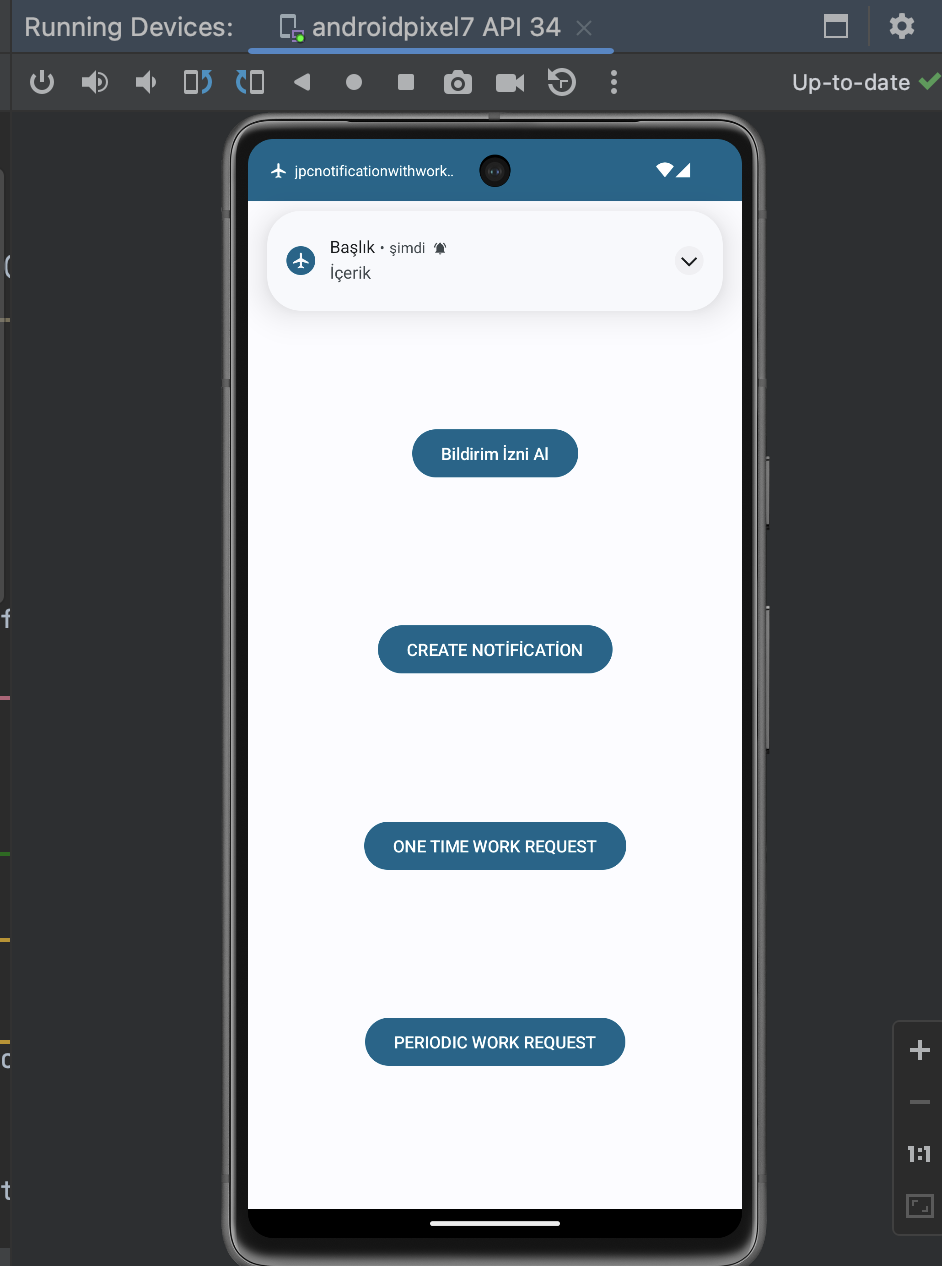 Running Devices: androidpixel7 API 34
Up-to-date
jpcnotificationwithwork..
Başlık • şimdi
İçerik
Bildirim İzni Al
CREATE NOTİFİCATİON
ONE TIME WORK REQUEST
PERIODIC WORK REQUEST
1:1